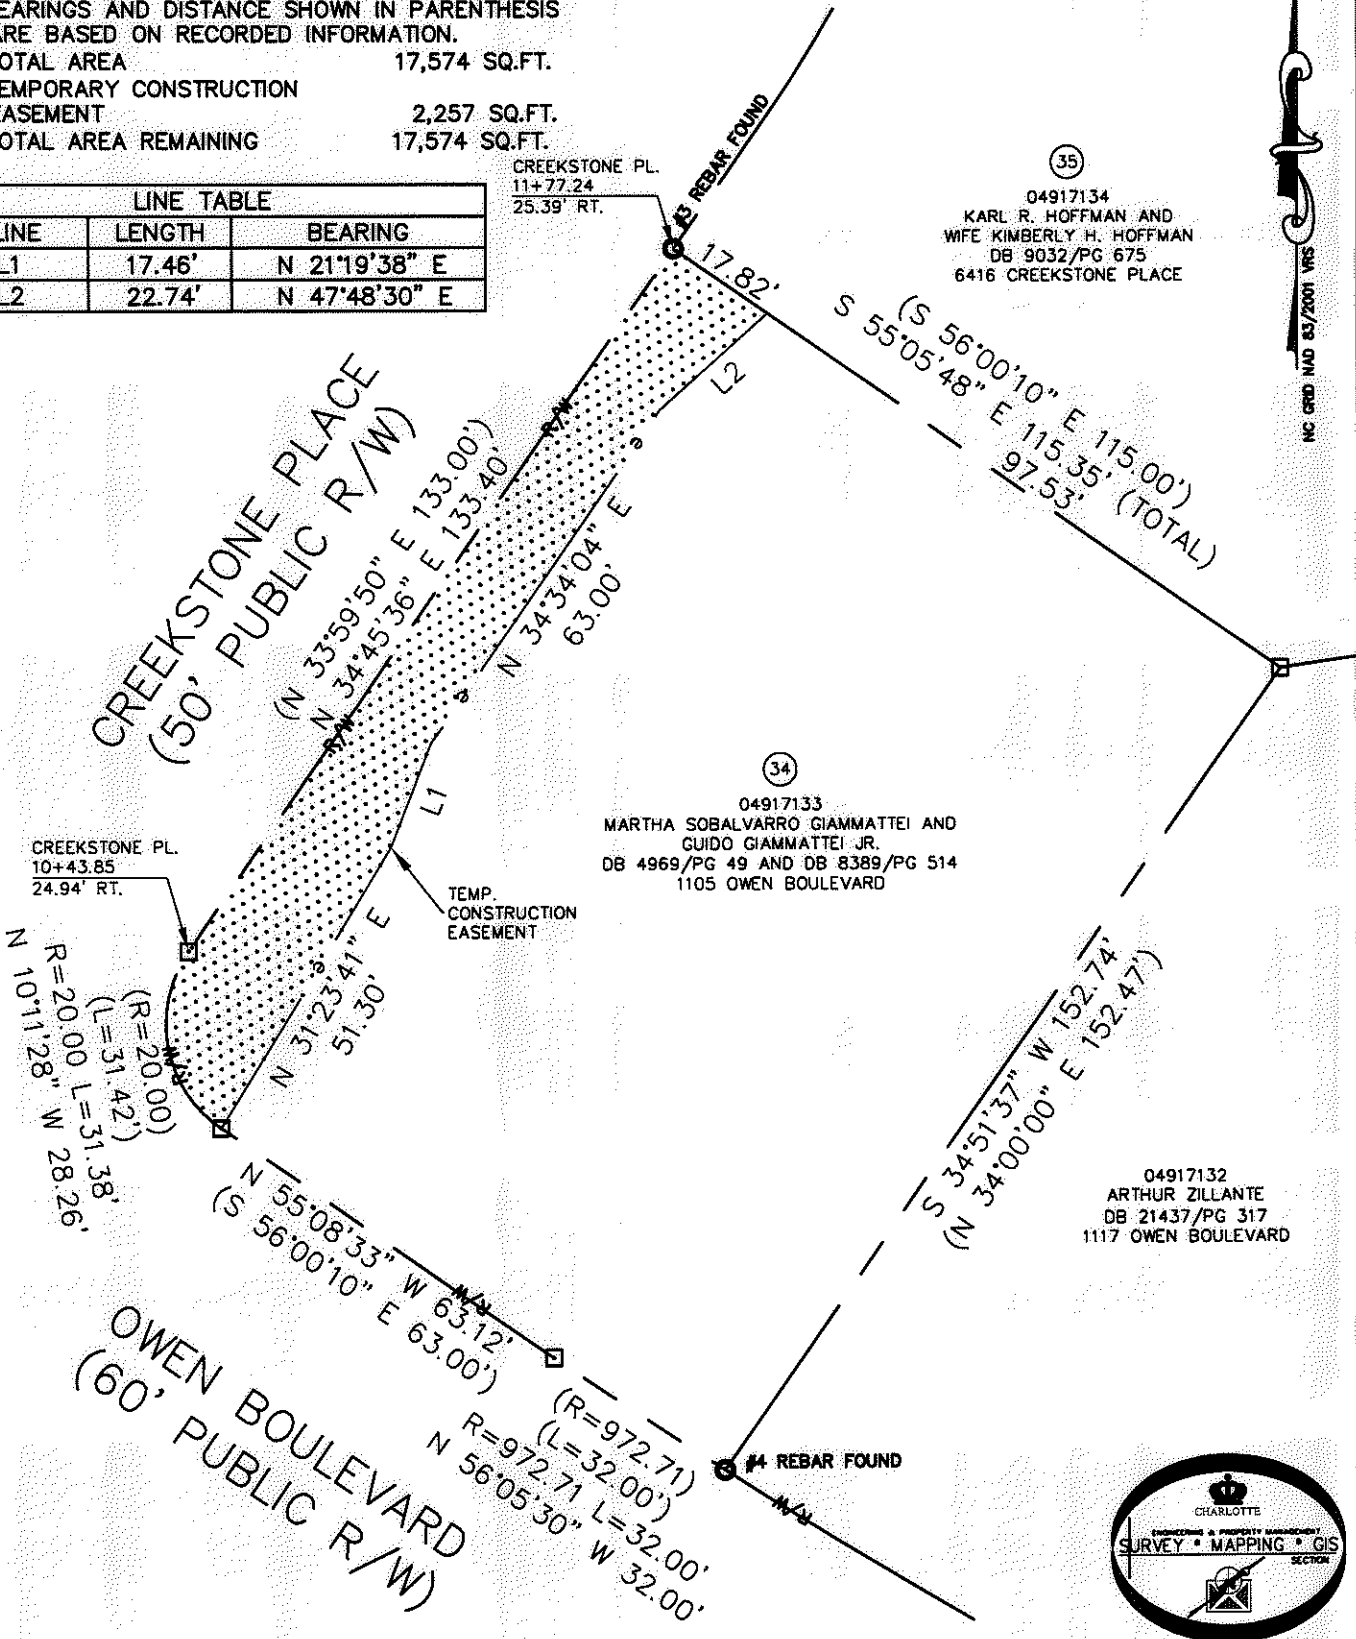 EARINGS AND DISTANCE SHOWN IN PARENTHESIS
ARE BASED ON RECORDED INFORMATION.
OTAL AREA 17,574 SQ.FT.
EMPORARY CONSTRUCTION
EASEMENT 2,257 SQ.FT.
OTAL AREA REMAINING 17,574 SQ.FT.
LINE TABLE
LINE LENGTH BEARING
L1 17.46' N 21°19'38" E
L2 22.74' N 47°48'30" E
CREEKSTONE PL.
11+77.24
25.39' RT.
#3 REBAR FOUND
35
04917134
KARL R. HOFFMAN AND
WIFE KIMBERLY H. HOFFMAN
DB 9032/PG 675
6416 CREEKSTONE PLACE
NC GRID NAD 83/2001 VRS
17.82'
(S 56°00'10" E 115.00')
S 55°05'48" E 115.35' (TOTAL)
97.53'
L2
R/W
CREEKSTONE PLACE
(50' PUBLIC R/W)
(N 33°59'50" E 133.00')
N 34°45'36" E 133.40'
R/W
N 34°34'04" E
63.00'
L1
34
04917133
MARTHA SOBALVARRO GIAMMATTEI AND
GUIDO GIAMMATTEI JR.
DB 4969/PG 49 AND DB 8389/PG 514
1105 OWEN BOULEVARD
CREEKSTONE PL.
10+43.85
24.94' RT.
TEMP.
CONSTRUCTION
EASEMENT
N 31°23'41" E
51.30'
(R=20.00)
(L=31.42')
R=20.00 L=31.38'
N 10°11'28" W 28.26'
R/W
S 34°51'37" W 152.74'
(N 34°00'00" E 152.47')
04917132
ARTHUR ZILLANTE
DB 21437/PG 317
1117 OWEN BOULEVARD
N 55°08'33" W 63.12'
(S 56°00'10" E 63.00')
R/W
OWEN BOULEVARD
(60' PUBLIC R/W)
(R=972.71)
(L=32.00')
R=972.71 L=32.00'
N 56°05'30" W 32.00'
#4 REBAR FOUND
R/W
CHARLOTTE
ENGINEERING & PROPERTY MANAGEMENT
SURVEY * MAPPING * GIS
SECTION